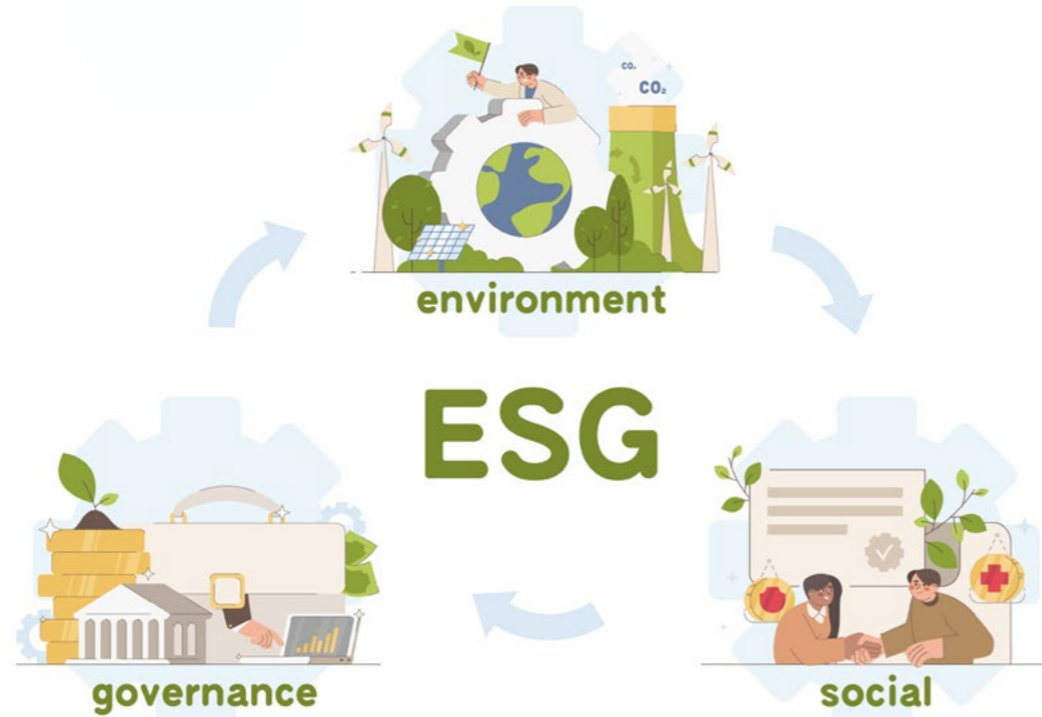 CO₂
CO₂
environment
ESG
governance
social